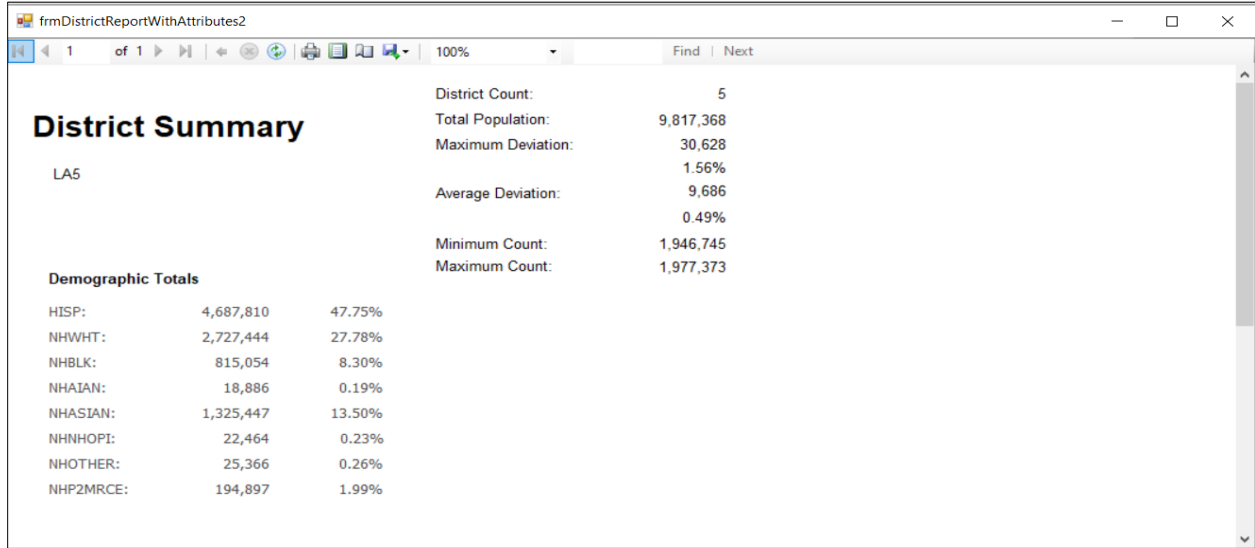 frmDistrictReportWithAttributes2
1 of 1 100% Find | Next
District Summary
LA5
District Count: 5
Total Population: 9,817,368
Maximum Deviation: 30,628
1.56%
Average Deviation: 9,686
0.49%
Minimum Count: 1,946,745
Maximum Count: 1,977,373
Demographic Totals
HISP: 4,687,810 47.75%
NHWHT: 2,727,444 27.78%
NHBLK: 815,054 8.30%
NHAIAN: 18,886 0.19%
NHASIAN: 1,325,447 13.50%
NHNHOPI: 22,464 0.23%
NHOTHER: 25,366 0.26%
NHP2MRCE: 194,897 1.99%